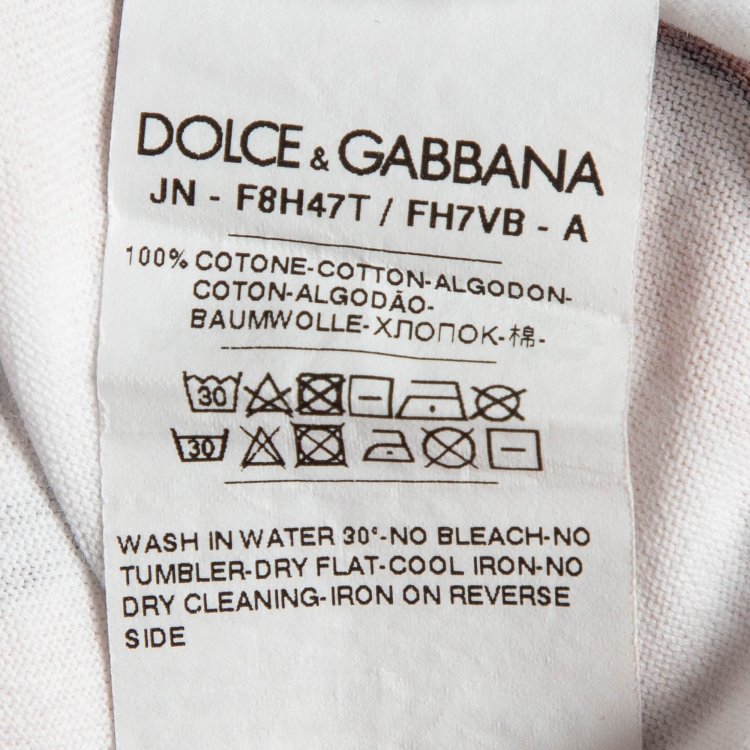 DOLCE & GABBANA
JN - F8H47T / FH7VB - A
100% COTONE-COTTON-ALGODON-
COTON-ALGODÃO-
BAUMWOLLE-ХЛОПОК-棉-
30
30
WASH IN WATER 30°-NO BLEACH-NO
TUMBLER-DRY FLAT-COOL IRON-NO
DRY CLEANING-IRON ON REVERSE
SIDE